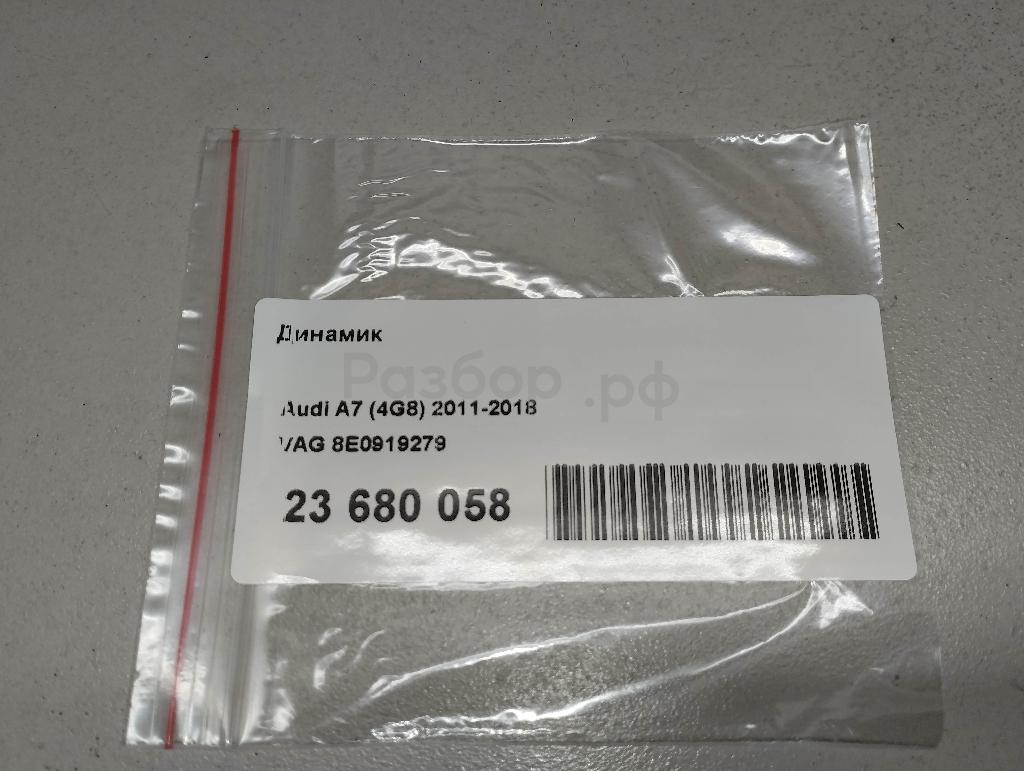 Динамик
Разбор.рф
Audi A7 (4G8) 2011-2018
VAG 8E0919279
23 680 058